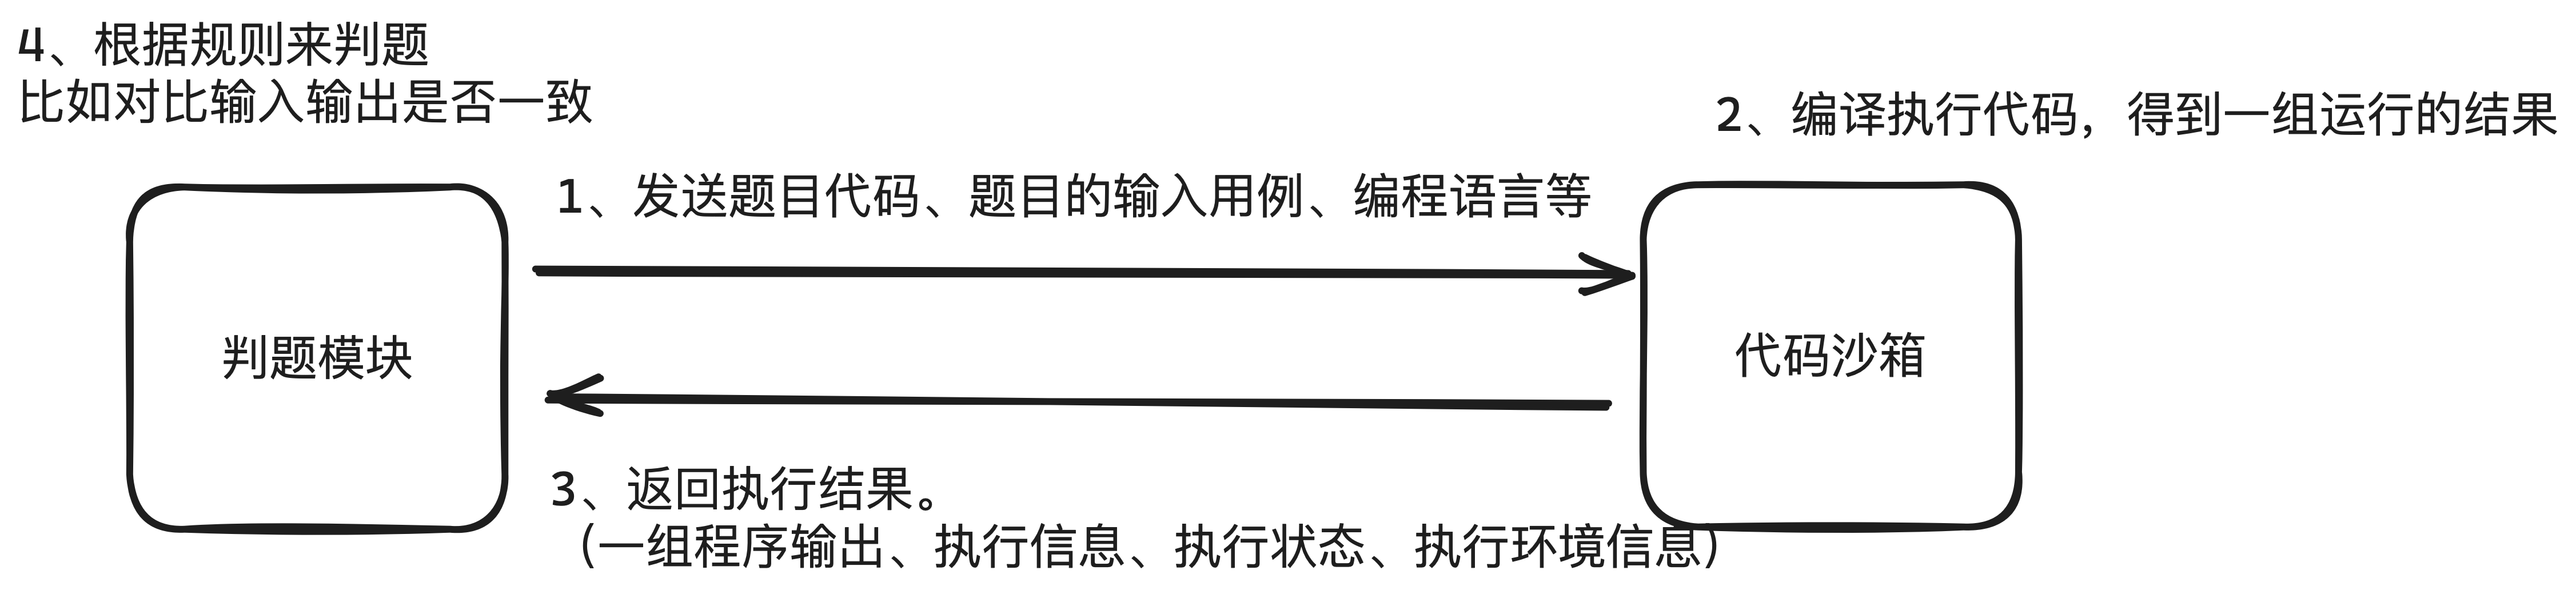 4、根据规则来判题
比如对比输入输出是否一致
2、编译执行代码，得到一组运行的结果
1、发送题目代码、题目的输入用例、编程语言等
判题模块
代码沙箱
3、返回执行结果。
（一组程序输出、执行信息、执行状态、执行环境信息）